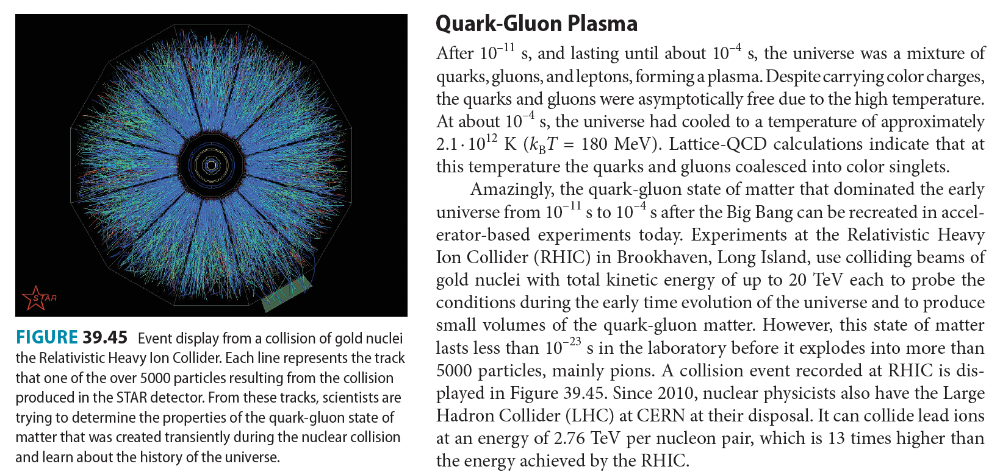 STAR
FIGURE 39.45 Event display from a collision of gold nuclei
the Relativistic Heavy Ion Collider. Each line represents the track
that one of the over 5000 particles resulting from the collision
produced in the STAR detector. From these tracks, scientists are
trying to determine the properties of the quark-gluon state of
matter that was created transiently during the nuclear collision
and learn about the history of the universe.
Quark-Gluon Plasma
After 10⁻¹¹ s, and lasting until about 10⁻⁴ s, the universe was a mixture of
quarks, gluons, and leptons, forming a plasma. Despite carrying color charges,
the quarks and gluons were asymptotically free due to the high temperature.
At about 10⁻⁴ s, the universe had cooled to a temperature of approximately
2.1·10¹² K (k_BT = 180 MeV). Lattice-QCD calculations indicate that at
this temperature the quarks and gluons coalesced into color singlets.
Amazingly, the quark-gluon state of matter that dominated the early
universe from 10⁻¹¹ s to 10⁻⁴ s after the Big Bang can be recreated in accel-
erator-based experiments today. Experiments at the Relativistic Heavy
Ion Collider (RHIC) in Brookhaven, Long Island, use colliding beams of
gold nuclei with total kinetic energy of up to 20 TeV each to probe the
conditions during the early time evolution of the universe and to produce
small volumes of the quark-gluon matter. However, this state of matter
lasts less than 10⁻²³ s in the laboratory before it explodes into more than
5000 particles, mainly pions. A collision event recorded at RHIC is dis-
played in Figure 39.45. Since 2010, nuclear physicists also have the Large
Hadron Collider (LHC) at CERN at their disposal. It can collide lead ions
at an energy of 2.76 TeV per nucleon pair, which is 13 times higher than
the energy achieved by the RHIC.